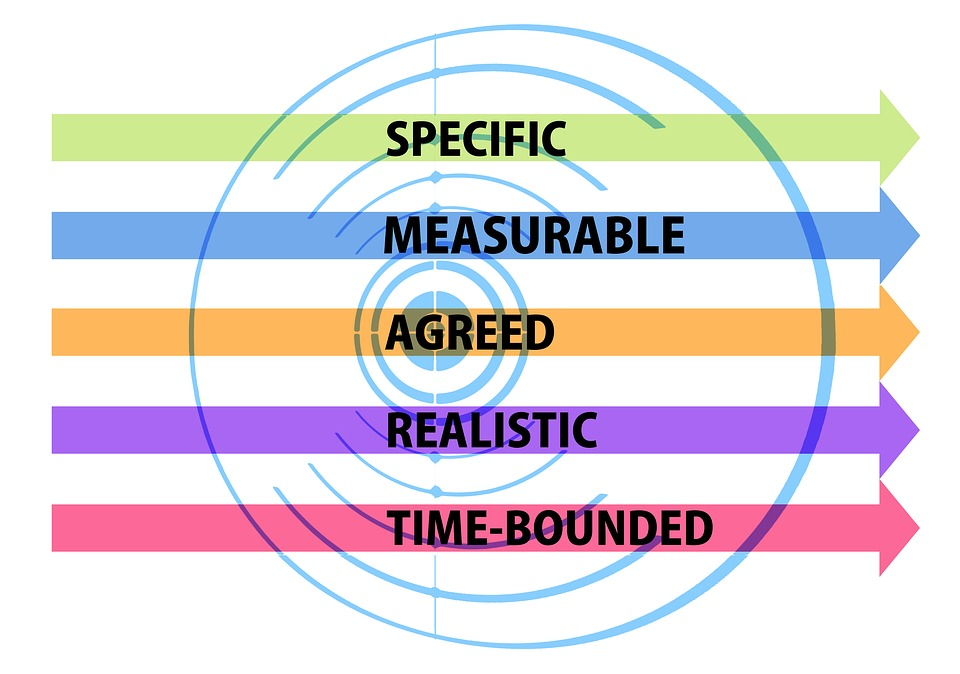 SPECIFIC
MEASURABLE
AGREED
REALISTIC
TIME-BOUNDED